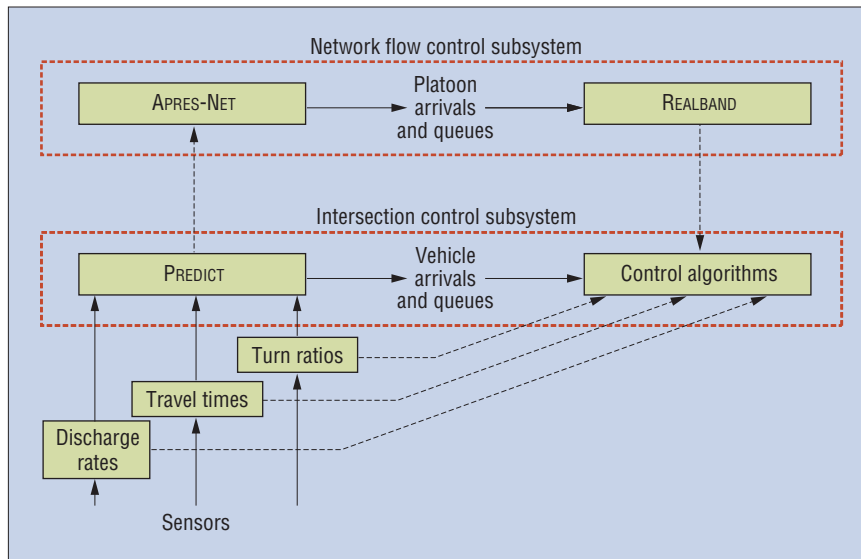 Network flow control subsystem
APRES-NET
Platoon
arrivals
and queues
REALBAND
Intersection control subsystem
PREDICT
Vehicle
arrivals
and queues
Control algorithms
Turn ratios
Travel times
Discharge
rates
Sensors